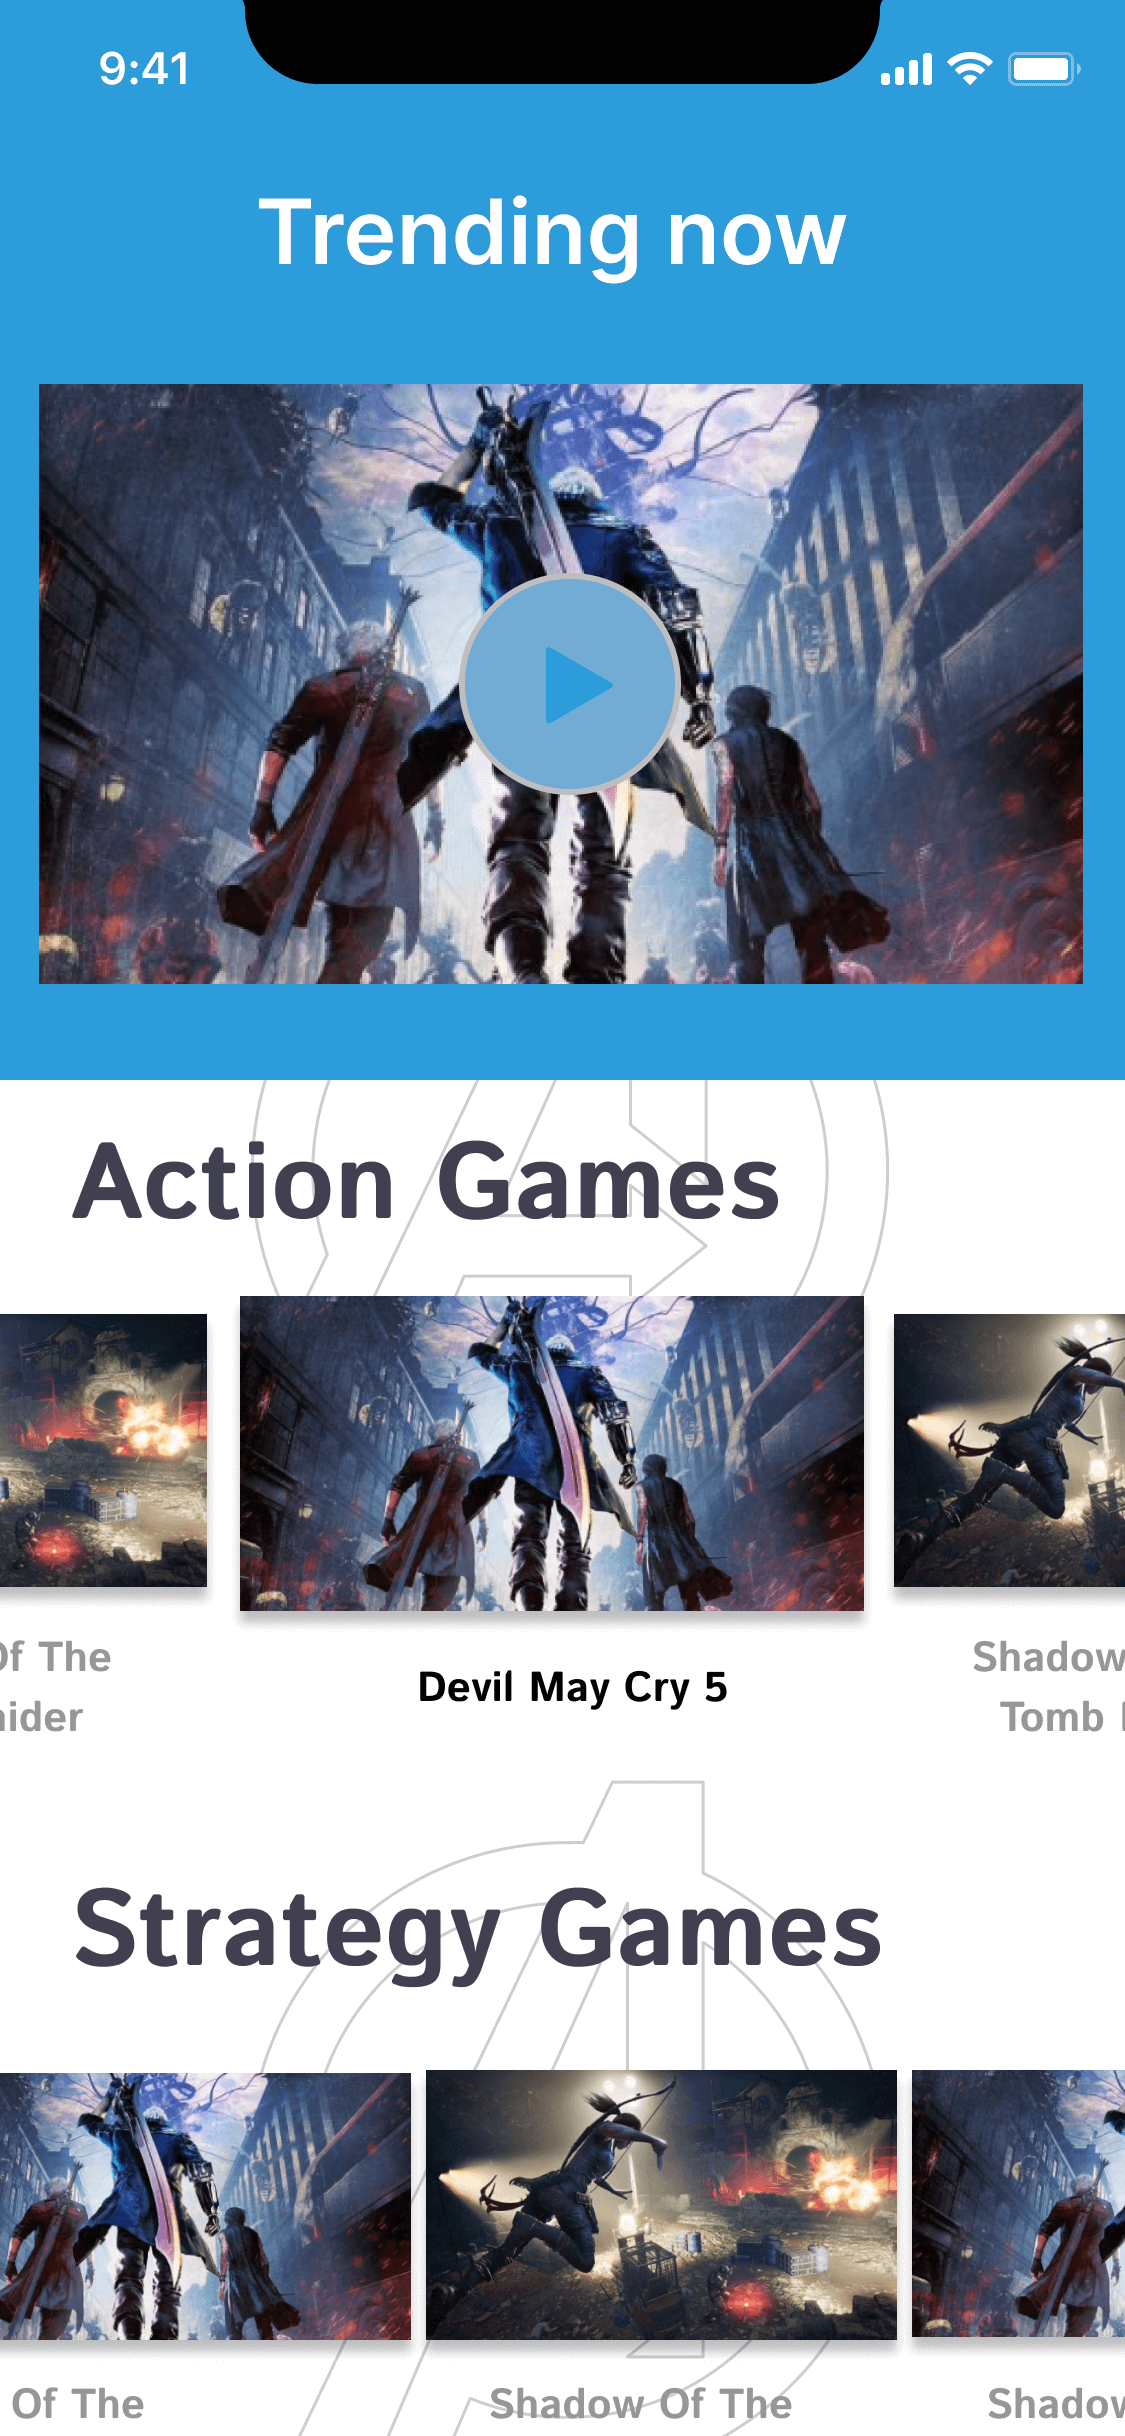 9:41
Trending now
Action Games
Of The
Shadow
aider
Tomb
Devil May Cry 5
Strategy Games
Of The
Shadow Of The
Shadow